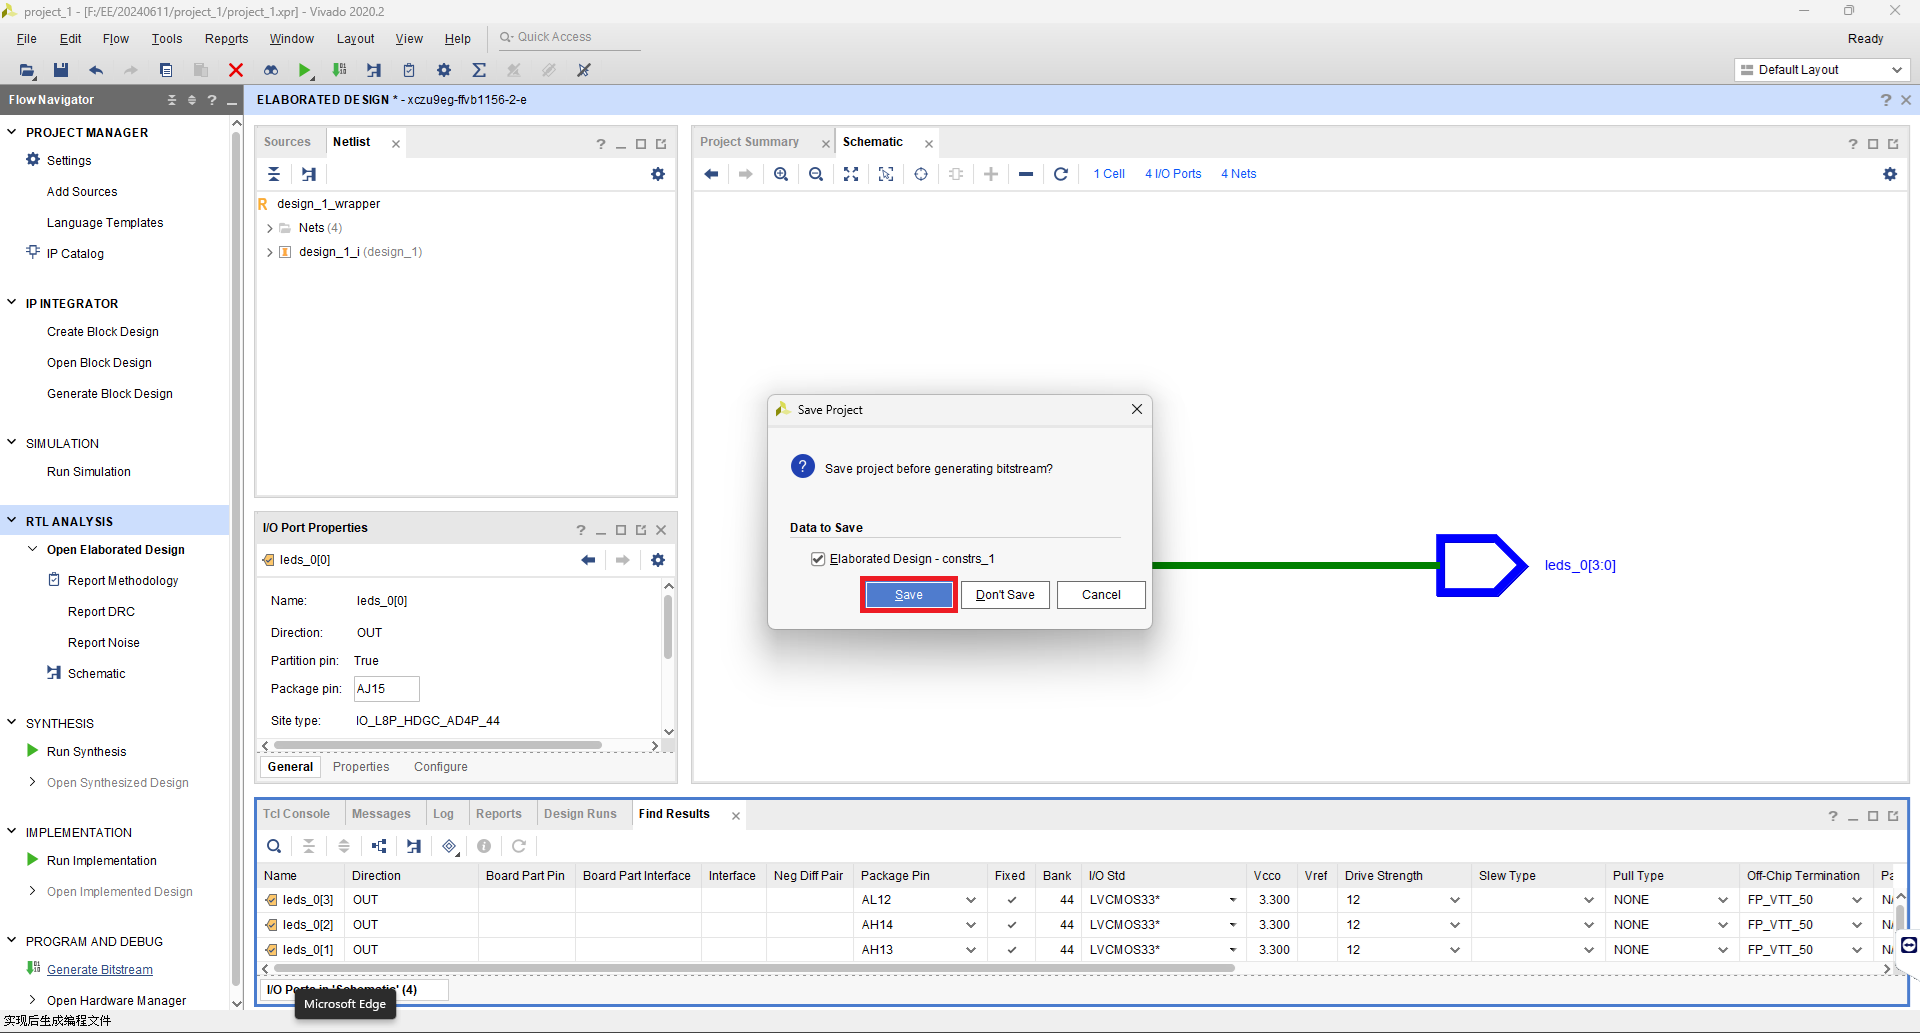 project_1 - [F:/EE/20240611/project_1/project_1.xpr] - Vivado 2020.2
File Edit Flow Tools Reports Window Layout View Help Quick Access Ready
Default Layout
Flow Navigator
ELABORATED DESIGN * - xczu9eg-ffvb1156-2-e
PROJECT MANAGER
Settings
Add Sources
Language Templates
IP Catalog
IP INTEGRATOR
Create Block Design
Open Block Design
Generate Block Design
SIMULATION
Run Simulation
RTL ANALYSIS
Open Elaborated Design
Report Methodology
Report DRC
Report Noise
Schematic
SYNTHESIS
Run Synthesis
Open Synthesized Design
IMPLEMENTATION
Run Implementation
Open Implemented Design
PROGRAM AND DEBUG
Generate Bitstream
Open Hardware Manager
实现后生成编程文件
Sources Netlist
design_1_wrapper
Nets (4)
design_1_i (design_1)
I/O Port Properties
leds_0[0]
Name: leds_0[0]
Direction: OUT
Partition pin: True
Package pin: AJ15
Site type: IO_L8P_HDGC_AD4P_44
General Properties Configure
Project Summary Schematic
1 Cell 4 I/O Ports 4 Nets
leds_0[3:0]
Save Project
Save project before generating bitstream?
Data to Save
Elaborated Design - constrs_1
Save Don't Save Cancel
Tcl Console Messages Log Reports Design Runs Find Results
Name Direction Board Part Pin Board Part Interface Interface Neg Diff Pair Package Pin Fixed Bank I/O Std Vcco Vref Drive Strength Slew Type Pull Type Off-Chip Termination Pa
leds_0[3] OUT AL12 44 LVCMOS33* 3.300 12 NONE FP_VTT_50 N/
leds_0[2] OUT AH14 44 LVCMOS33* 3.300 12 NONE FP_VTT_50 N/
leds_0[1] OUT AH13 44 LVCMOS33* 3.300 12 NONE FP_VTT_50 N/
I/O Ports in 'Schematic' (4)
Microsoft Edge